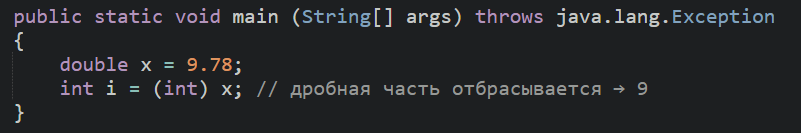 public static void main (String[] args) throws java.lang.Exception
{
    double x = 9.78;
    int i = (int) x; // дробная часть отбрасывается → 9
}